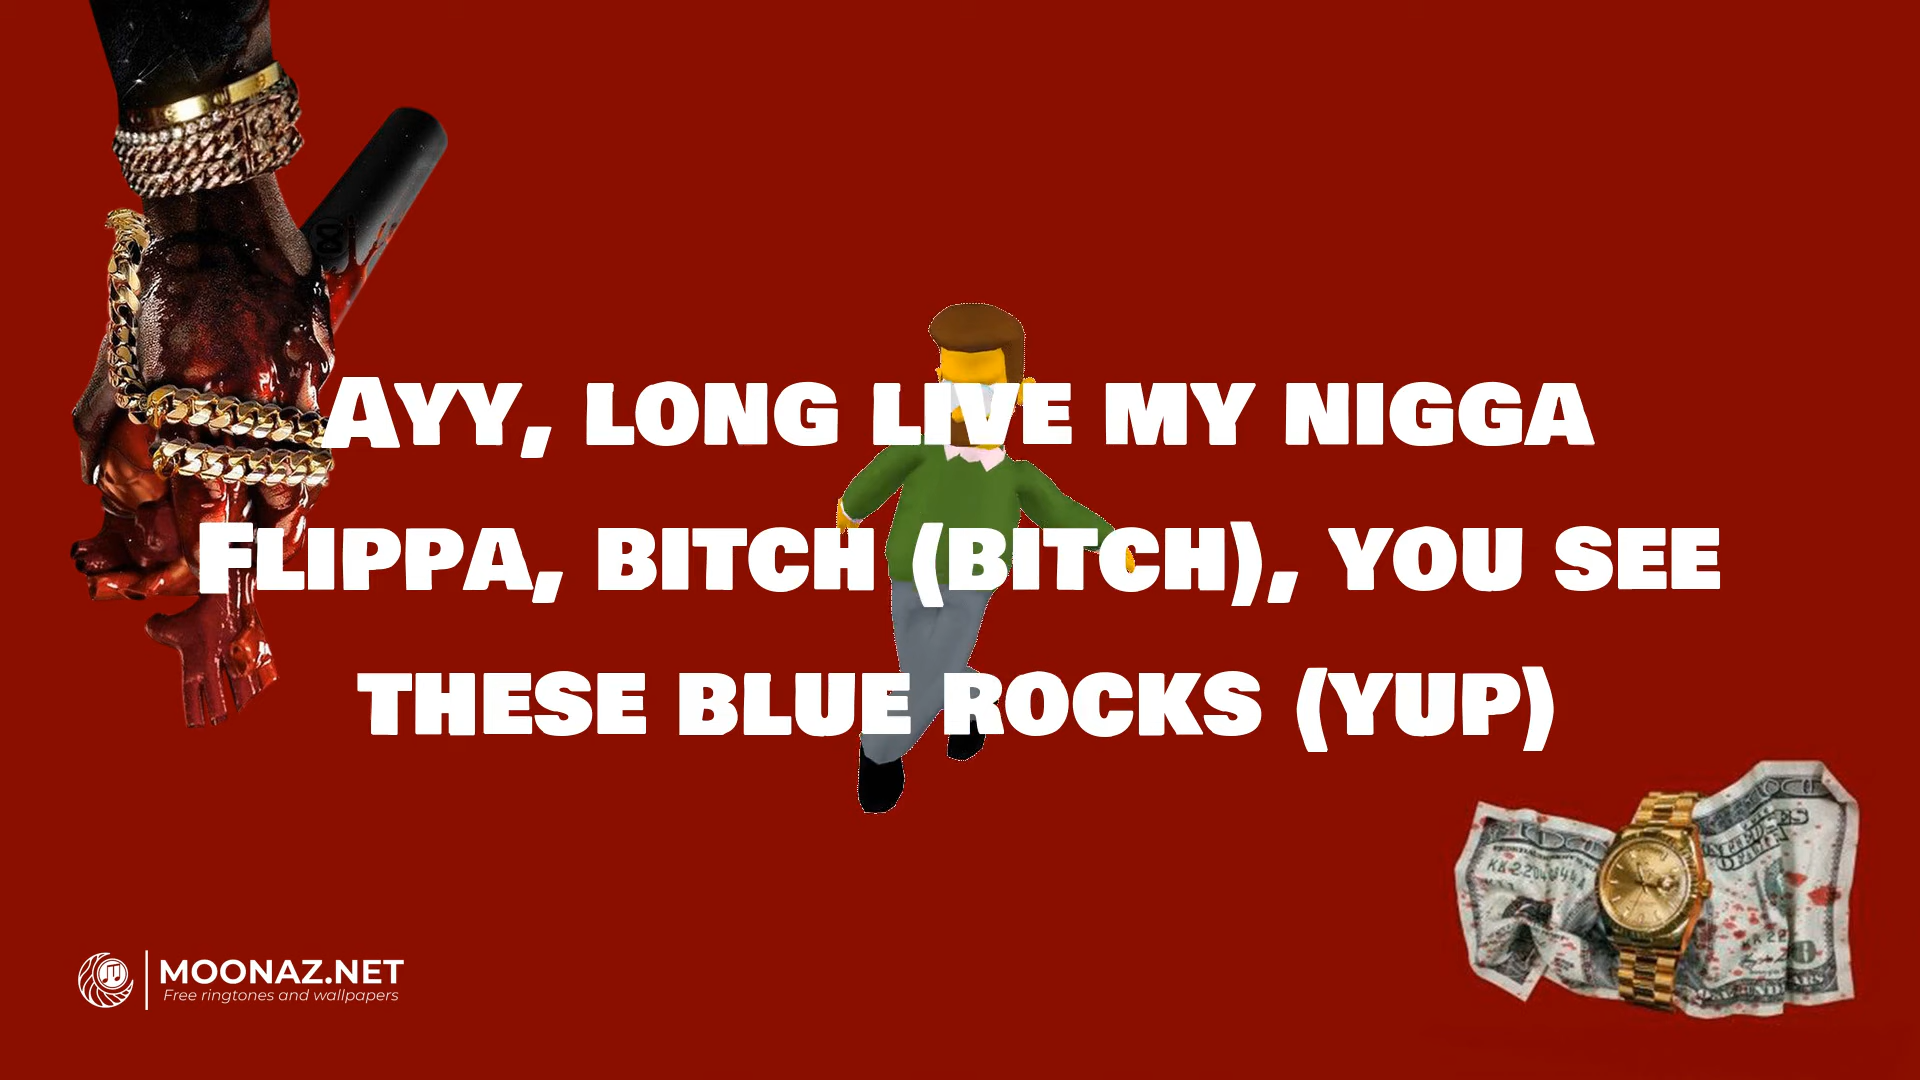 Ayy, long live my nigga
Flippa, bitch (bitch), you see
these blue rocks (yup)
MOONAZ.NET
Free ringtones and wallpapers